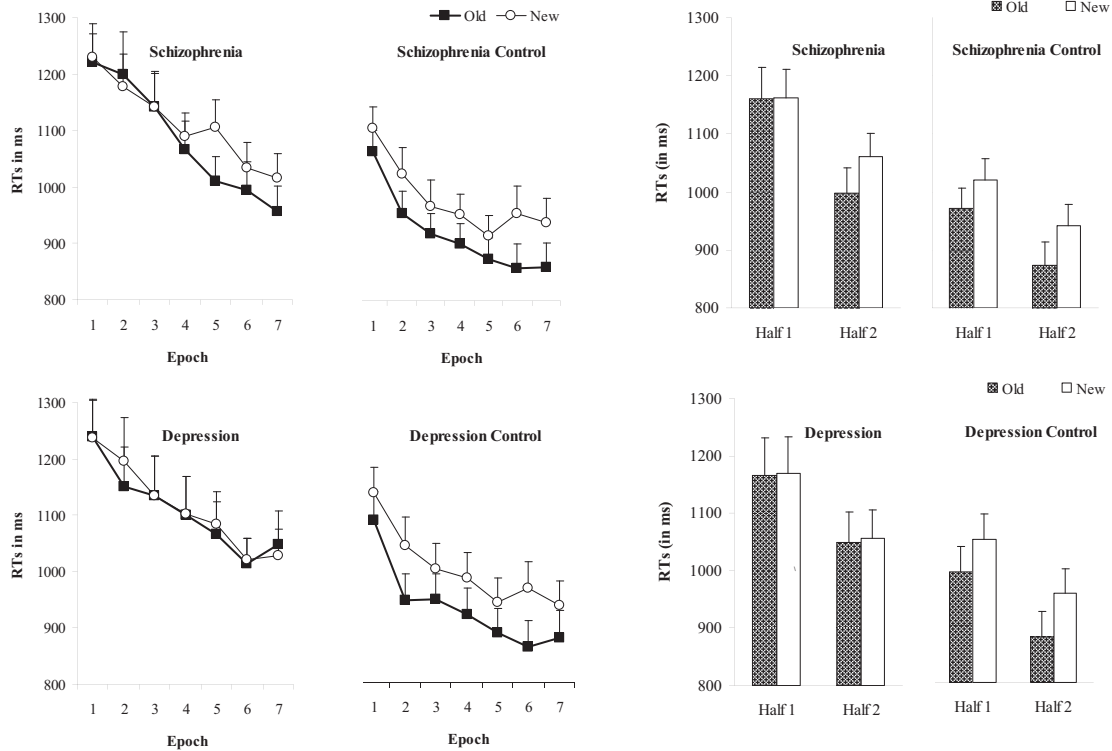 Old New
1300
1200
1100
1000
900
800
RTs in ms
Schizophrenia
Schizophrenia Control
1 2 3 4 5 6 7
1 2 3 4 5 6 7
Epoch
Epoch
Old New
1300
1200
1100
1000
900
800
RTs (in ms)
Schizophrenia
Schizophrenia Control
Half 1 Half 2
Half 1 Half 2
1300
1200
1100
1000
900
800
RTs in ms
Depression
Depression Control
1 2 3 4 5 6 7
1 2 3 4 5 6 7
Epoch
Epoch
Old New
1300
1200
1100
1000
900
800
RTs (in ms)
Depression
Depression Control
Half 1 Half 2
Half 1 Half 2